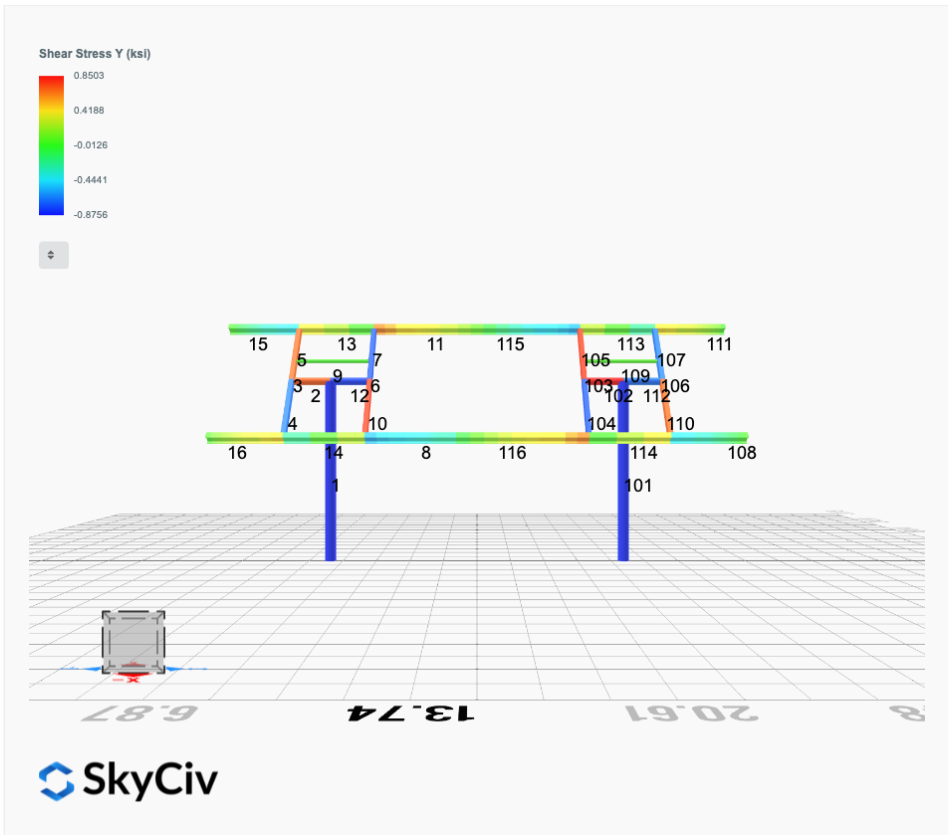 Shear Stress Y (ksi)
0.8503
0.4188
-0.0126
-0.4441
-0.8756
15 13 11 115 113 111
5 7 105 107
9 109
3 6 103 106
2 12 102 112
4 10 104 110
16 14 8 116 114 108
1 101
-x
6.87 13.74 20.61
SkyCiv